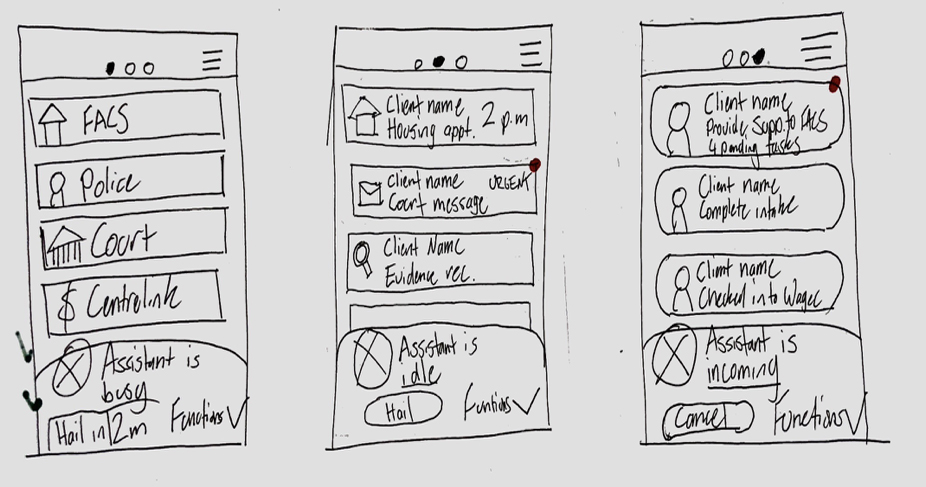 FACS
Police
Court
$ Centrelink
Assistant is
busy
Hail in 2m
Functions
Client name
Housing appt. 2 p.m
Client name URGENT
Court message
Client Name
Evidence rec.
Assistant is
idle
Hail
Funtions
Client name
Provide Supp. to FACS
4 pending tasks
Client name
Complete intake
Client name
Checked into
Assistant is
incoming
Cancel
Functions